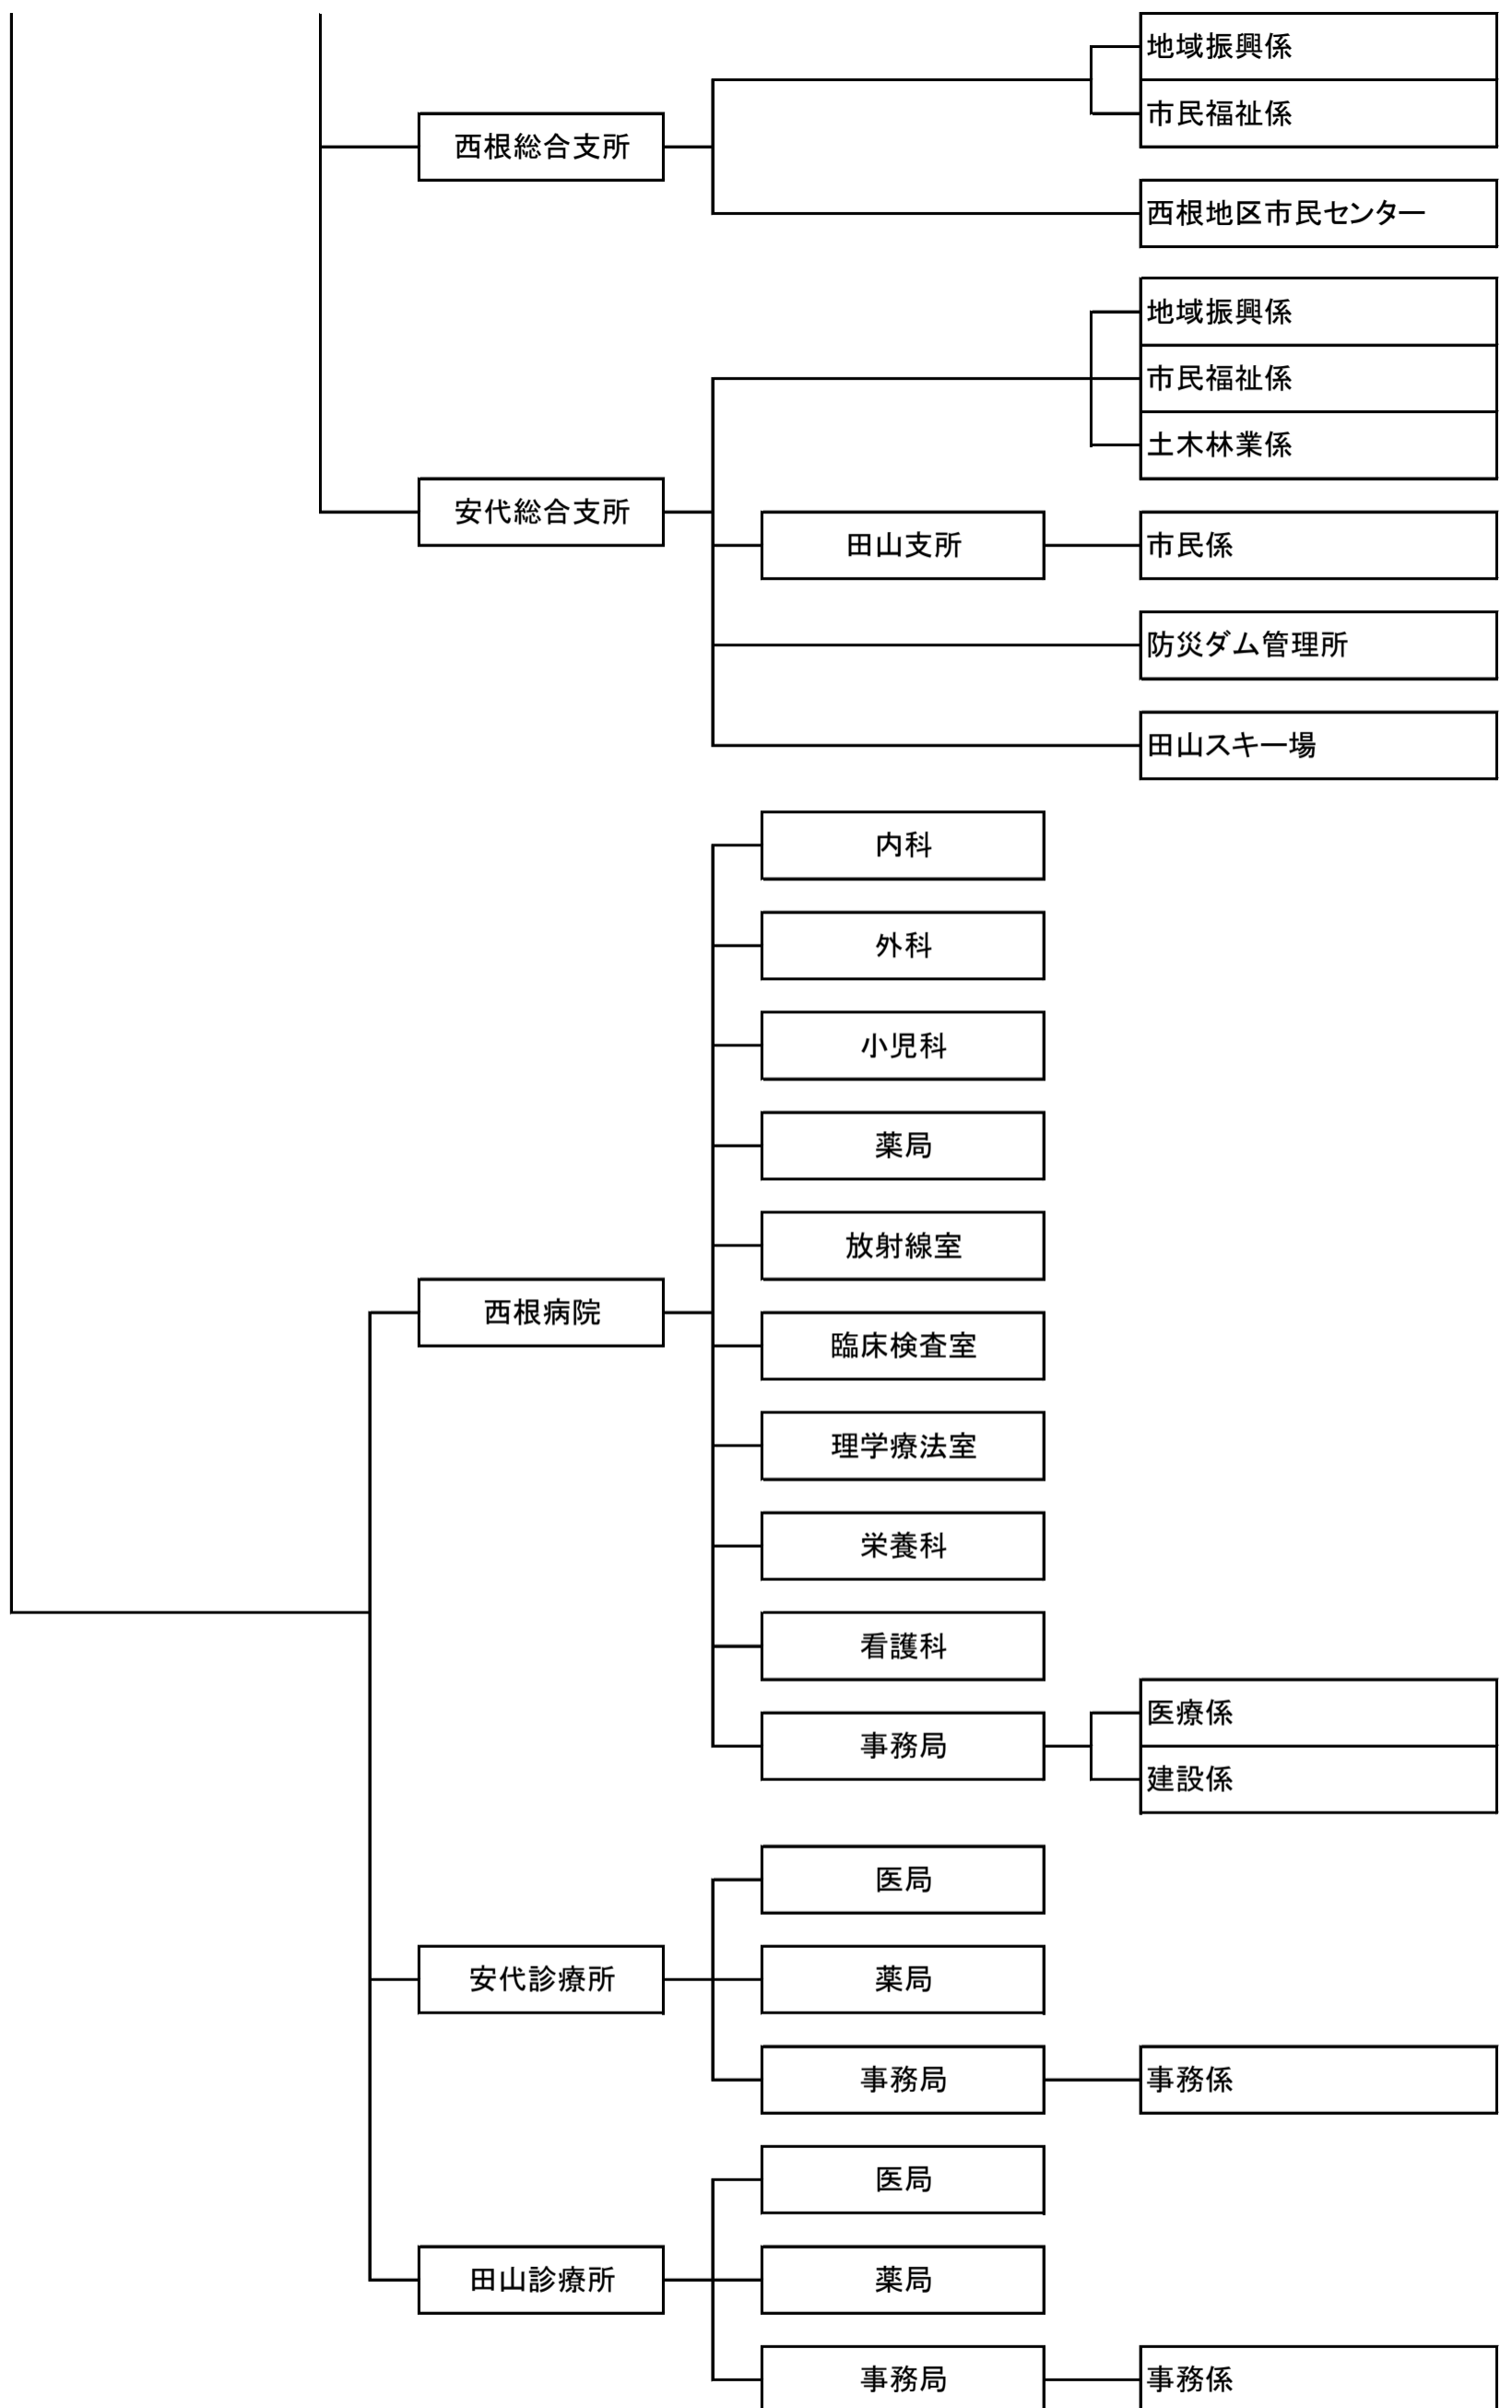 地域振興係
市民福祉係
西根総合支所
西根地区市民センター
地域振興係
市民福祉係
土木林業係
安代総合支所
田山支所
市民係
防災ダム管理所
田山スキー場
内科
外科
小児科
薬局
放射線室
西根病院
臨床検査室
理学療法室
栄養科
看護科
医療係
事務局
建設係
医局
安代診療所
薬局
事務局
事務係
医局
田山診療所
薬局
事務局
事務係